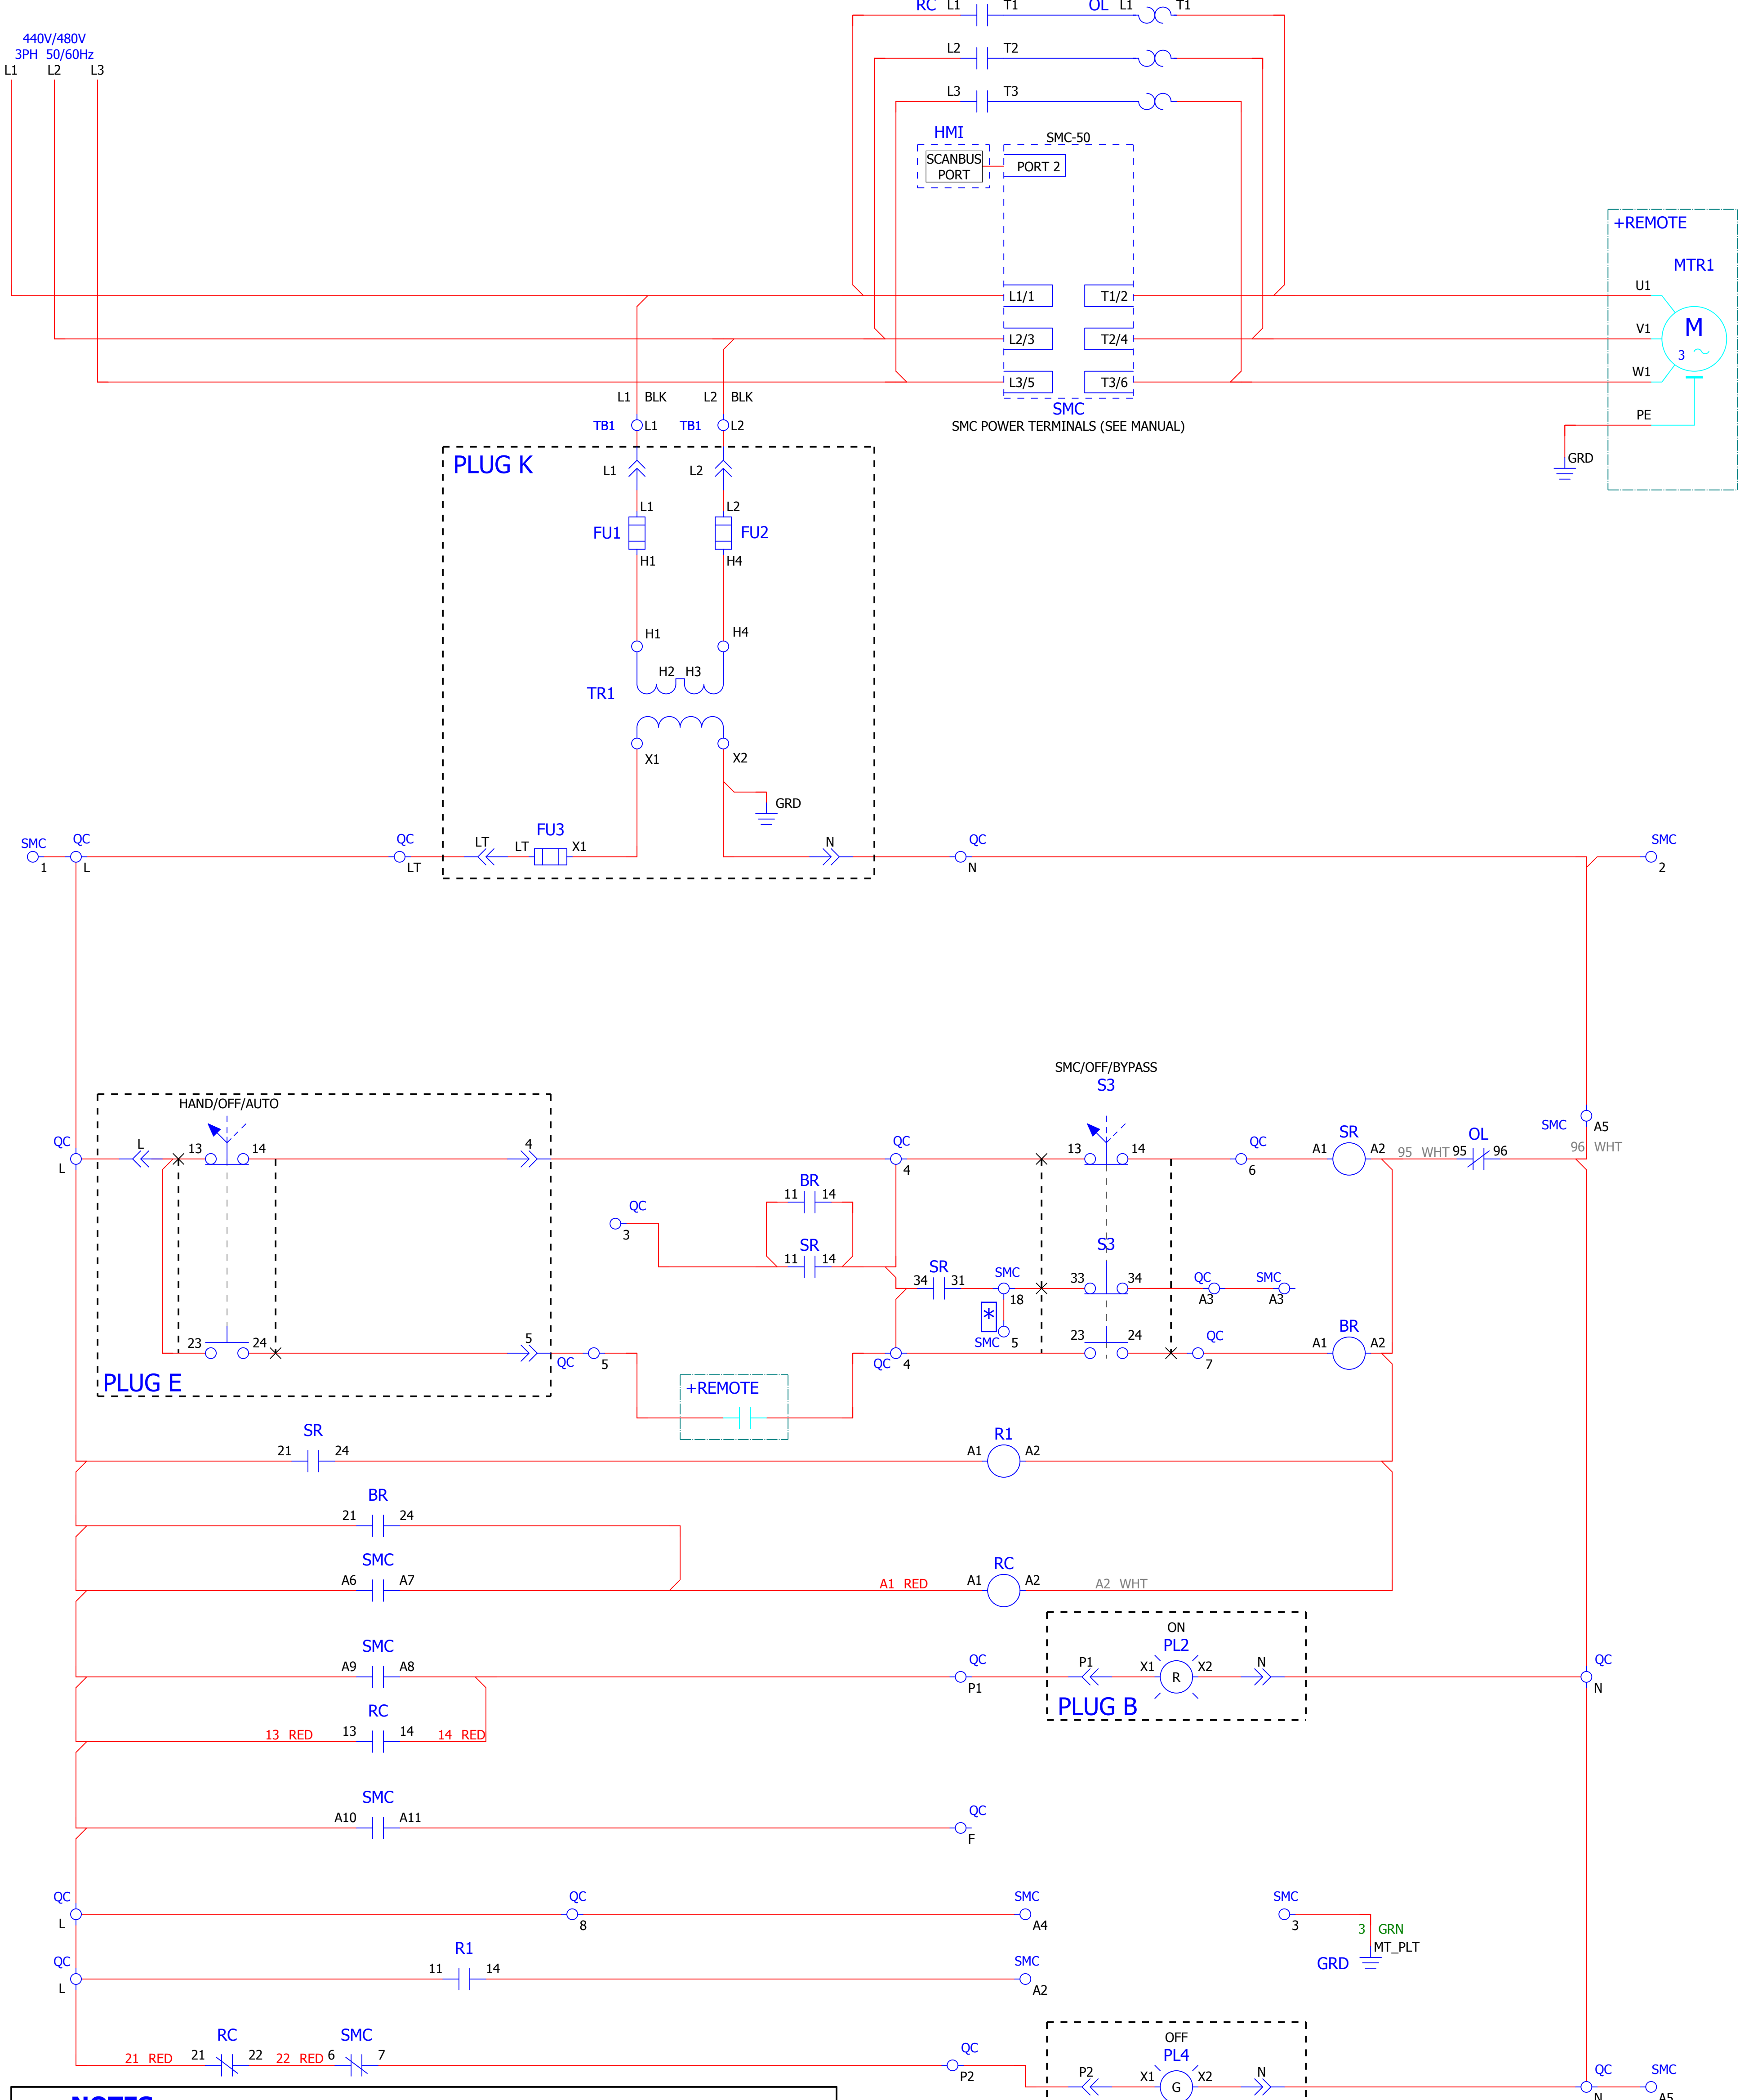 RC L1 T1 OL L1 T1
440V/480V
3PH 50/60Hz
L1 L2 L3
L2 T2
L3 T3
HMI
SMC-50
SCANBUS
PORT
PORT 2
+REMOTE
MTR1
L1/1 T1/2 U1
L2/3 T2/4 V1
M
3
L3/5 T3/6 W1
L1 BLK L2 BLK
SMC
SMC POWER TERMINALS (SEE MANUAL)
PE
GRD
TB1 L1 TB1 L2
PLUG K
L1 L2
L1 L2
FU1 FU2
H1 H4
H1 H4
H2 H3
TR1
X1 X2
GRD
SMC QC QC FU3 QC SMC
LT LT X1 N
1 L LT N 2
SMC/OFF/BYPASS
S3
HAND/OFF/AUTO
SMC A5
QC L 13 14 4 QC 13 14 QC SR OL
A1 A2 95 WHT 95 96 96 WHT
L 4 6
BR
11 14
QC
3
SR
11 14
S3
SR
34 31 SMC 33 34 QC SMC
18 A3 A3
*
SMC 5
23 24 5 23 24 QC BR
A1 A2
QC 5 QC 4 7
PLUG E
+REMOTE
SR
21 24
R1
A1 A2
BR
21 24
SMC
A6 A7
A1 RED
RC
A1 A2
A2 WHT
ON
PL2
SMC
A9 A8
QC
P1
P1 X1 R X2 N
QC
N
PLUG B
RC
13 RED 13 14 14 RED
SMC
A10 A11
QC
F
QC QC SMC SMC
L 8 A4 3
3 GRN
MT_PLT
GRD
QC R1 SMC
11 14
L A2
OFF
PL4
RC SMC
21 RED 21 22 22 RED 6 7
QC
P2
P2 X1 G X2 N
QC SMC
N A5
NOTES